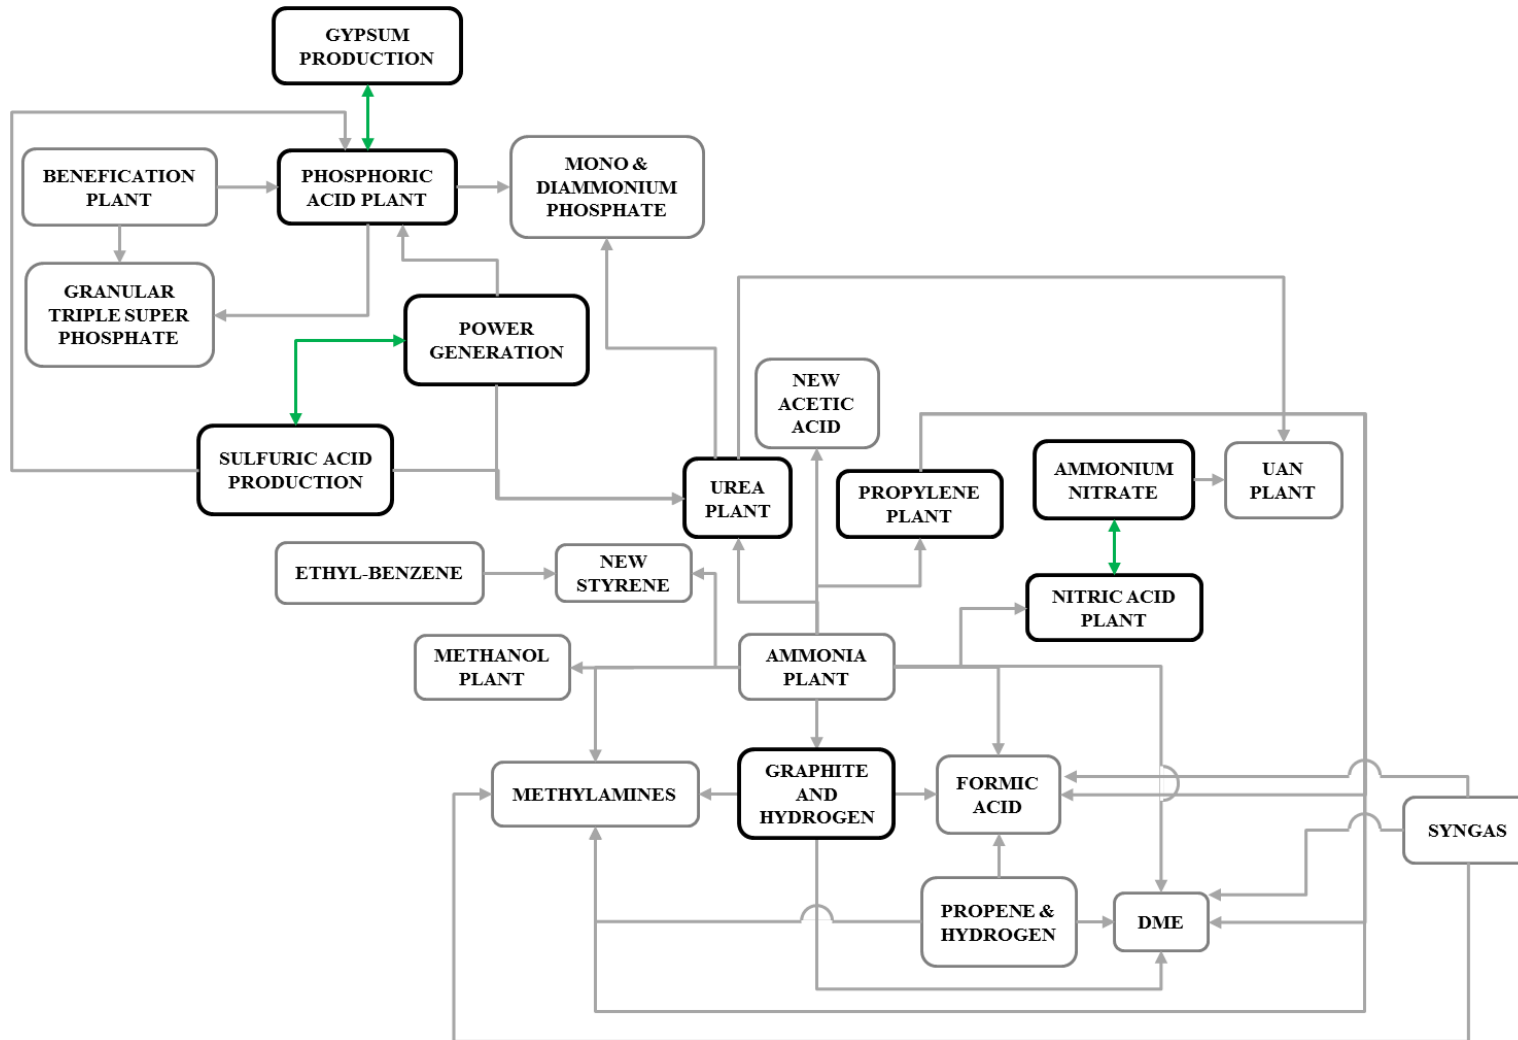 GYPSUM
PRODUCTION
BENEFICATION
PLANT
PHOSPHORIC
ACID PLANT
MONO &
DIAMMONIUM
PHOSPHATE
GRANULAR
TRIPLE SUPER
PHOSPHATE
POWER
GENERATION
NEW
ACETIC
ACID
SULFURIC ACID
PRODUCTION
UREA
PLANT
PROPYLENE
PLANT
AMMONIUM
NITRATE
UAN
PLANT
ETHYL-BENZENE
NEW
STYRENE
NITRIC ACID
PLANT
METHANOL
PLANT
AMMONIA
PLANT
METHYLAMINES
GRAPHITE
AND
HYDROGEN
FORMIC
ACID
SYNGAS
PROPENE &
HYDROGEN
DME